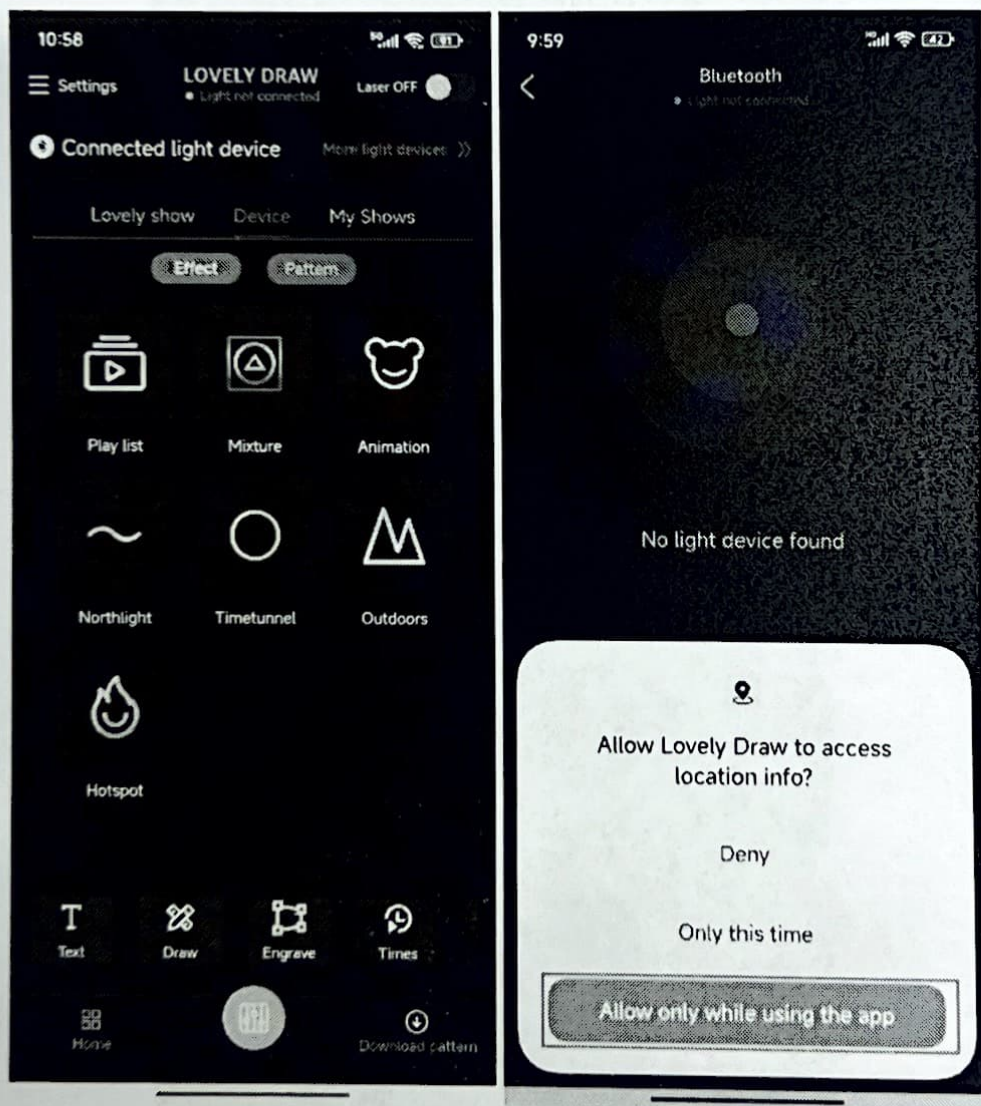 10:58
5G
91
Settings
LOVELY DRAW
Light not connected
Laser OFF
Connected light device
More light devices
Lovely show
Device
My Shows
Effect
Pattern
Play list
Mixture
Animation
Northlight
Timetunnel
Outdoors
Hotspot
T
Text
Draw
Engrave
Times
Home
Download pattern
9:59
42
Bluetooth
Light not connected
No light device found
Allow Lovely Draw to access
location info?
Deny
Only this time
Allow only while using the app